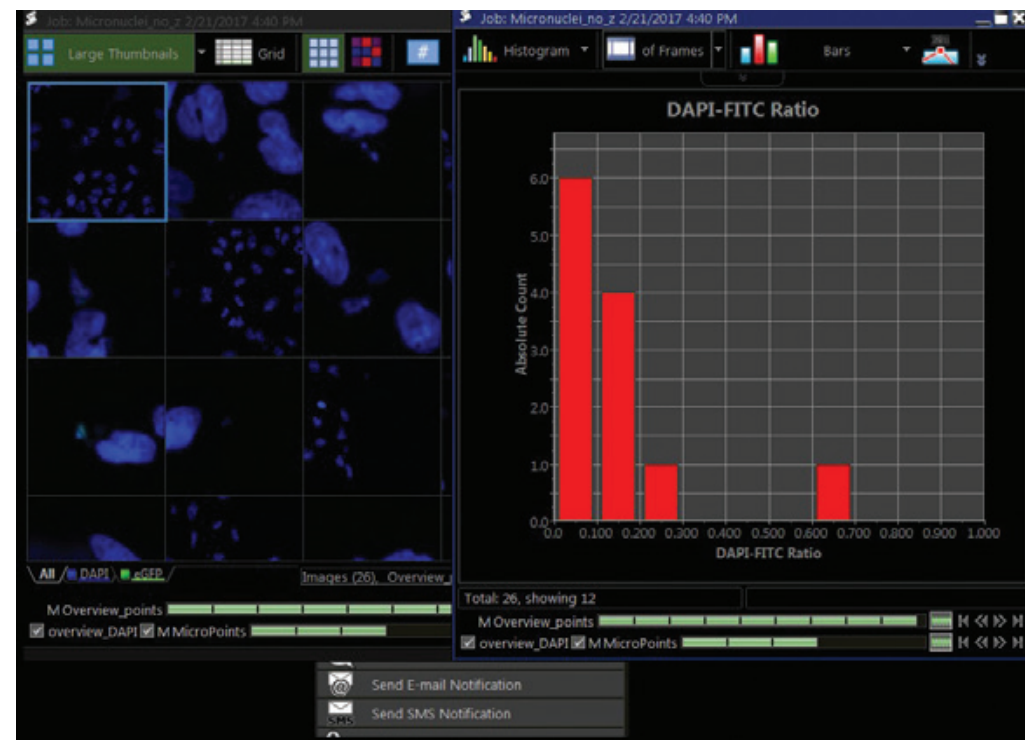 Job: Micronuclei_no_z 2/21/2017 4:40 PM
Large Thumbnails Grid #
All DAPI eGFP Images (26), Overview_
M Overview_points
overview_DAPI M MicroPoints
Job: Micronuclei_no_z 2/21/2017 4:40 PM
Histogram of Frames Bars
DAPI-FITC Ratio
Absolute Count
6.0
5.0
4.0
3.0
2.0
1.0
0.0
0.0 0.100 0.200 0.300 0.400 0.500 0.600 0.700 0.800 0.900 1.000
DAPI-FITC Ratio
Total: 26, showing 12
M Overview_points
overview_DAPI M MicroPoints
@ Send E-mail Notification
SMS Send SMS Notification